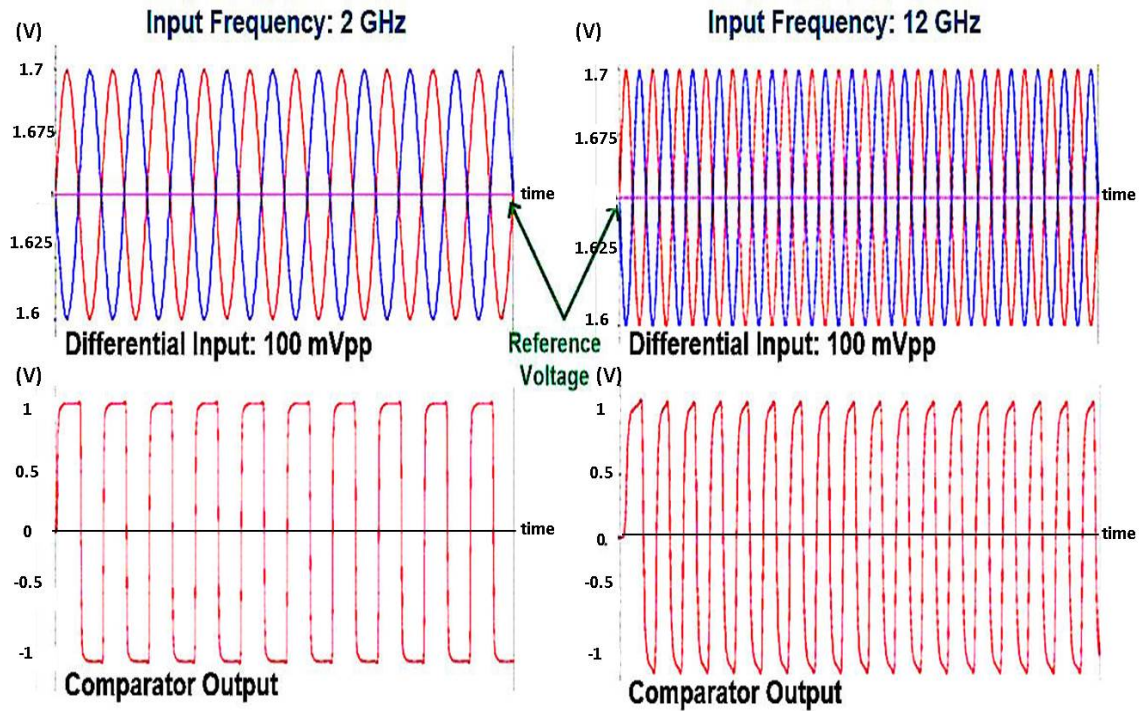 Input Frequency: 2 GHz
(V)
1.7
1.675
time
1.625
1.6
Differential Input: 100 mVpp
Input Frequency: 12 GHz
(V)
1.7
1.675
time
1.625
1.6
Differential Input: 100 mVpp
Reference
Voltage
(V)
1
0.5
0
time
-0.5
-1
Comparator Output
(V)
1
0.5
0.
time
-0.5
-1
Comparator Output